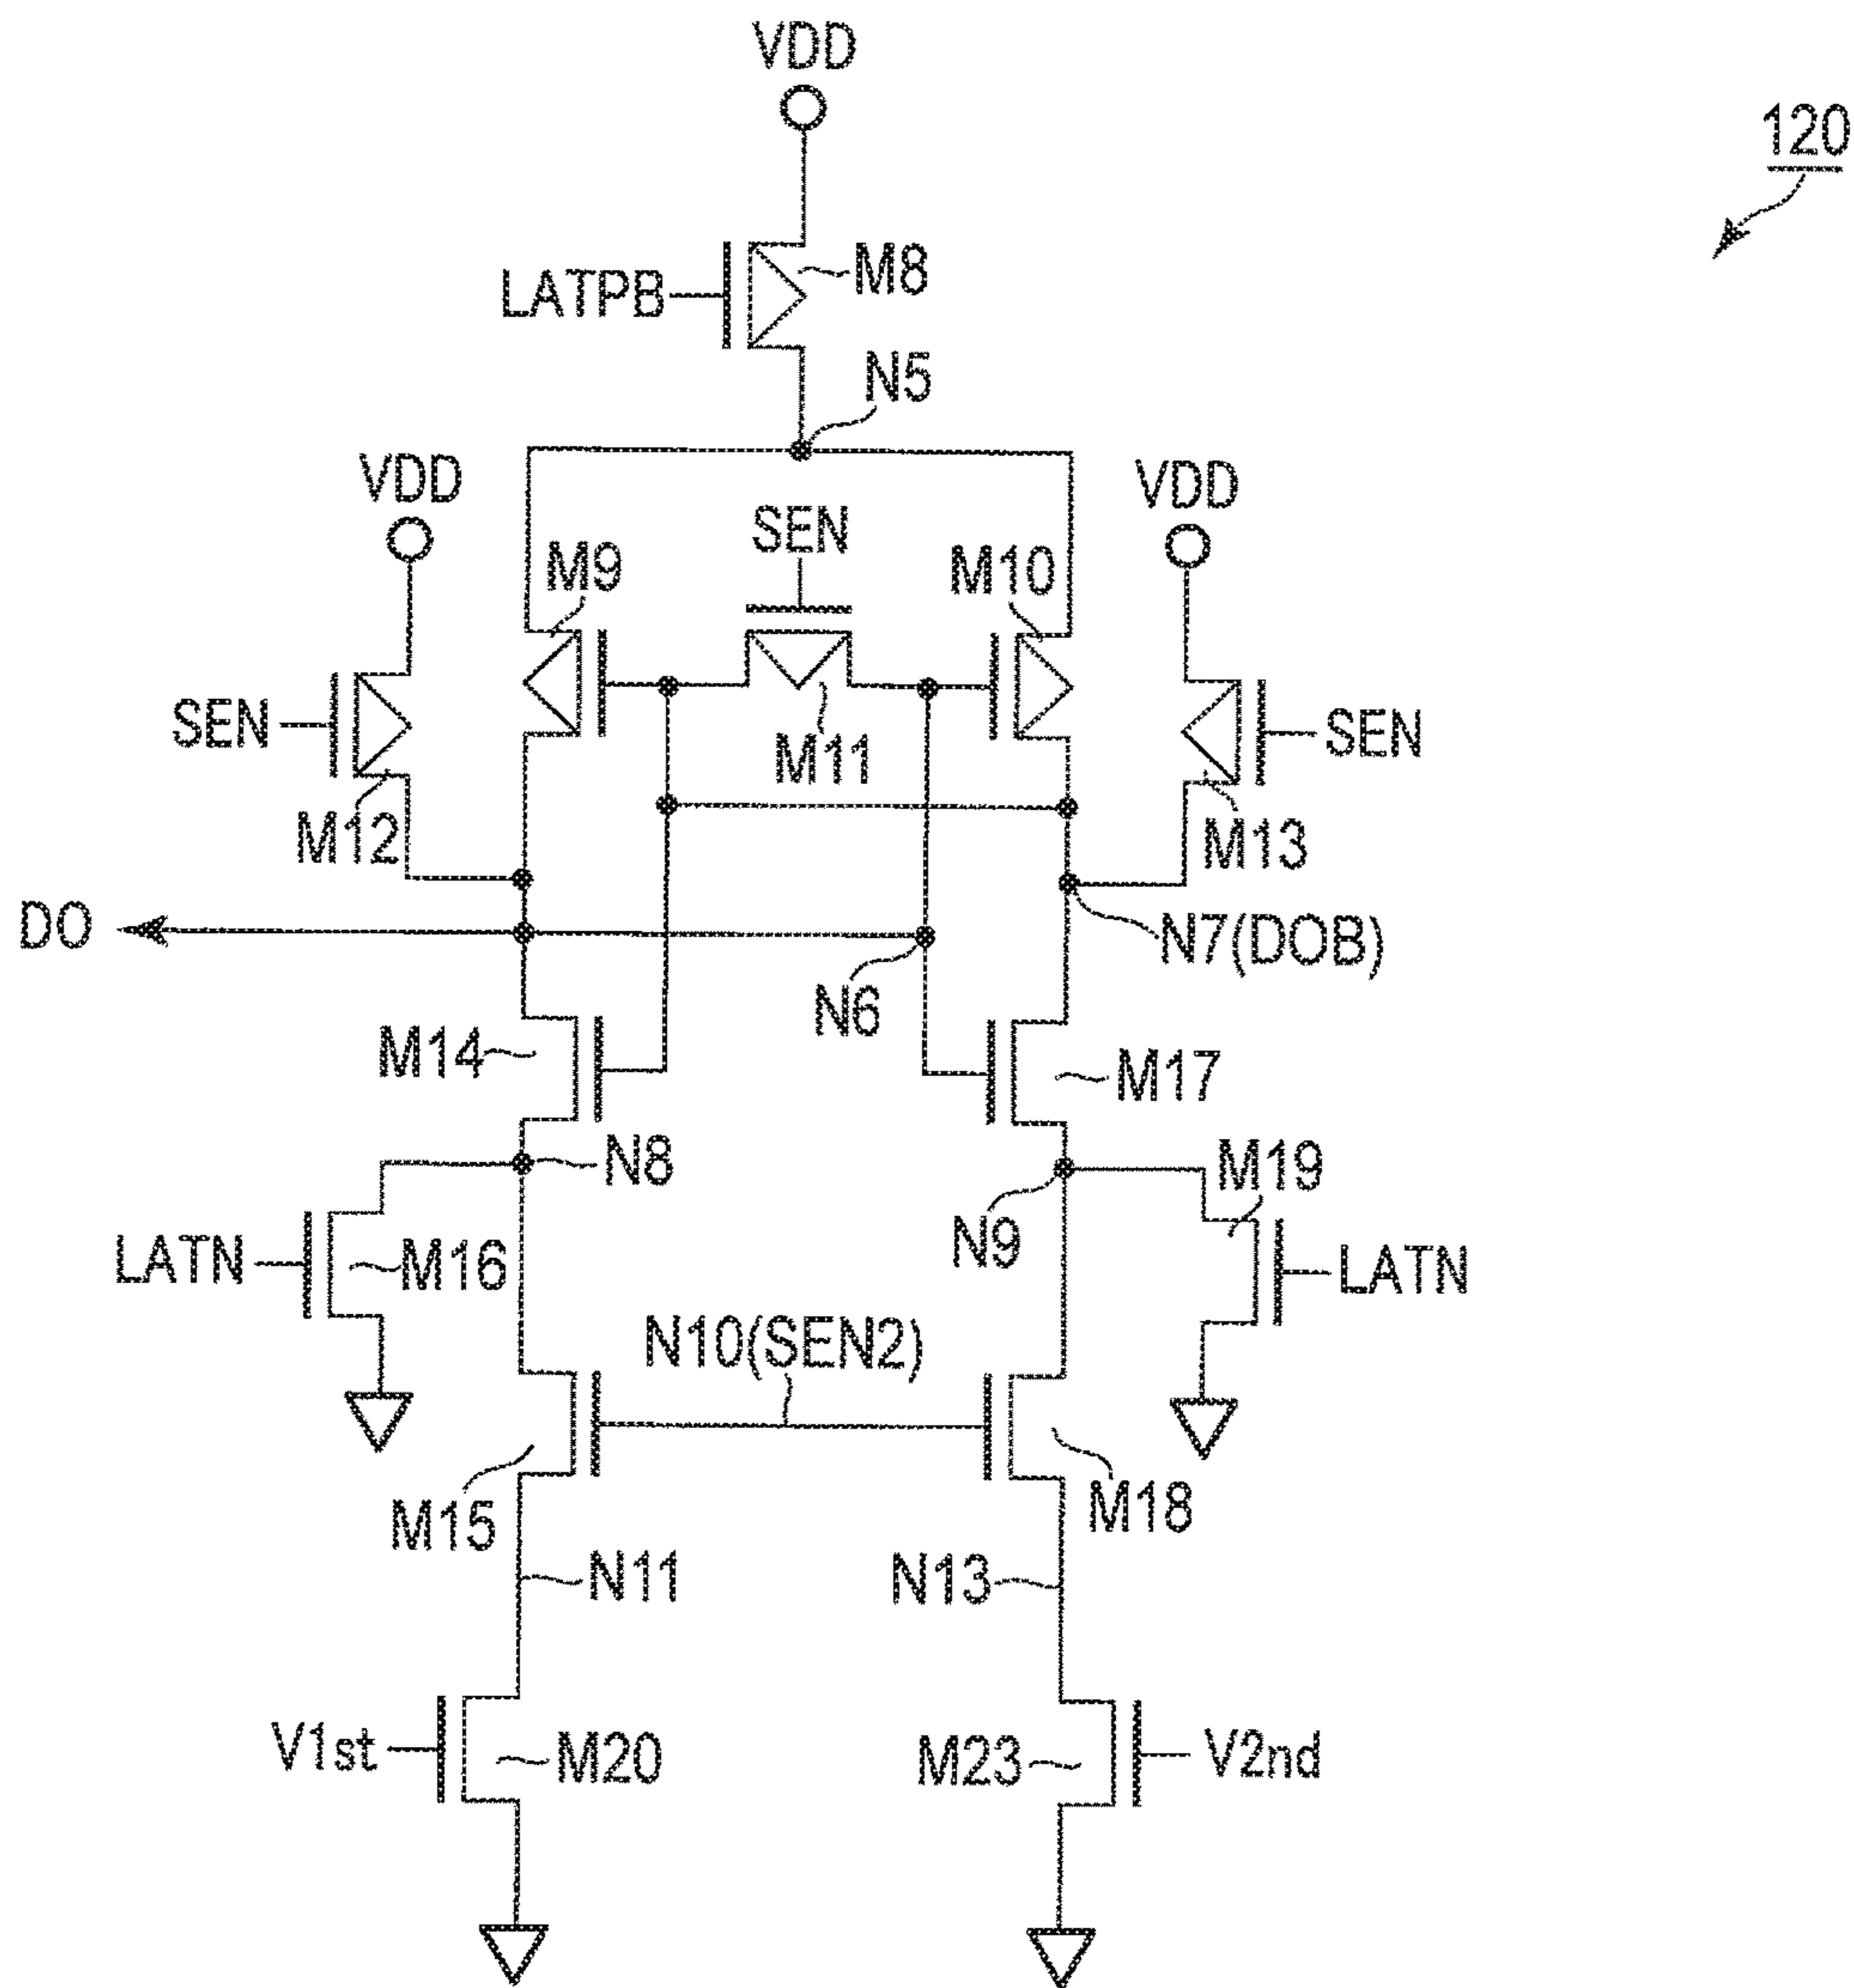 VDD
120
M8
LATPB
N5
VDD
VDD
SEN
M9
M10
SEN
SEN
M11
M12
M13
DO
N7(DOB)
N6
M14
M17
N8
M19
N9
LATN
M16
LATN
N10(SEN2)
M15
M18
N11
N13
V1st
M20
M23
V2nd